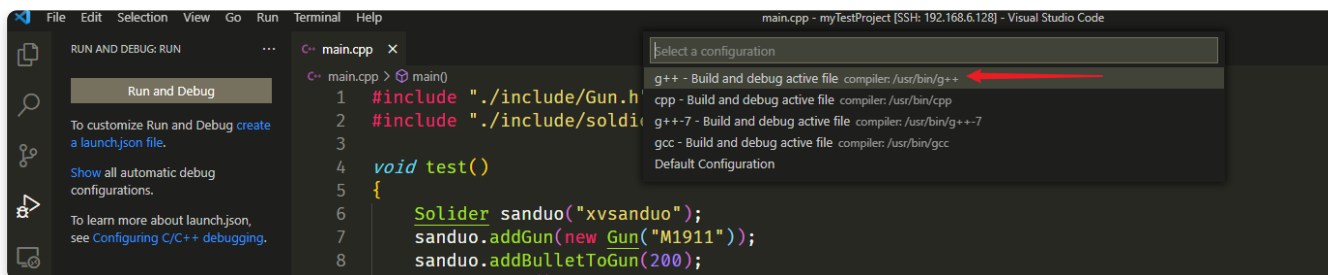 File Edit Selection View Go Run Terminal Help
main.cpp - myTestProject [SSH: 192.168.6.128] - Visual Studio Code
RUN AND DEBUG: RUN ...
Run and Debug
To customize Run and Debug create
a launch.json file.
Show all automatic debug
configurations.
To learn more about launch.json,
see Configuring C/C++ debugging.
main.cpp
main.cpp > main()
1 #include "./include/Gun.h
2 #include "./include/soldi
3
4 void test()
5 {
6 Solider sanduo("xvsanduo");
7 sanduo.addGun(new Gun("M1911"));
8 sanduo.addBulletToGun(200);
Select a configuration
g++ - Build and debug active file compiler: /usr/bin/g++
cpp - Build and debug active file compiler: /usr/bin/cpp
g++-7 - Build and debug active file compiler: /usr/bin/g++-7
gcc - Build and debug active file compiler: /usr/bin/gcc
Default Configuration